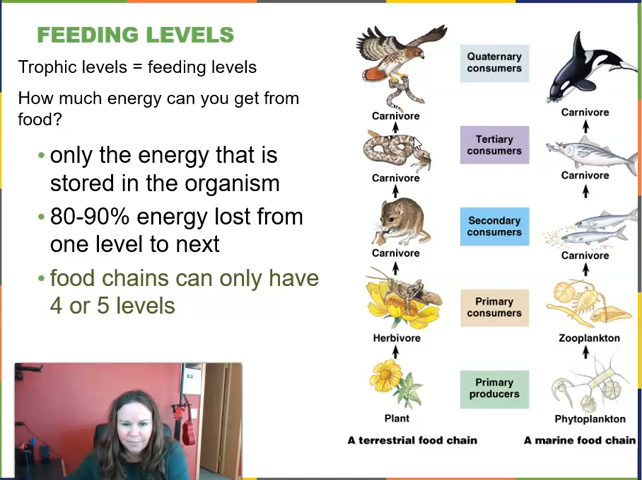 FEEDING LEVELS
Trophic levels = feeding levels
How much energy can you get from
food?
• only the energy that is
stored in the organism
• 80-90% energy lost from
one level to next
• food chains can only have
4 or 5 levels
Quaternary
consumers
Carnivore
Carnivore
Tertiary
consumers
Carnivore
Carnivore
Secondary
consumers
Carnivore
Carnivore
Primary
consumers
Herbivore
Zooplankton
Primary
producers
Plant
Phytoplankton
A terrestrial food chain
A marine food chain